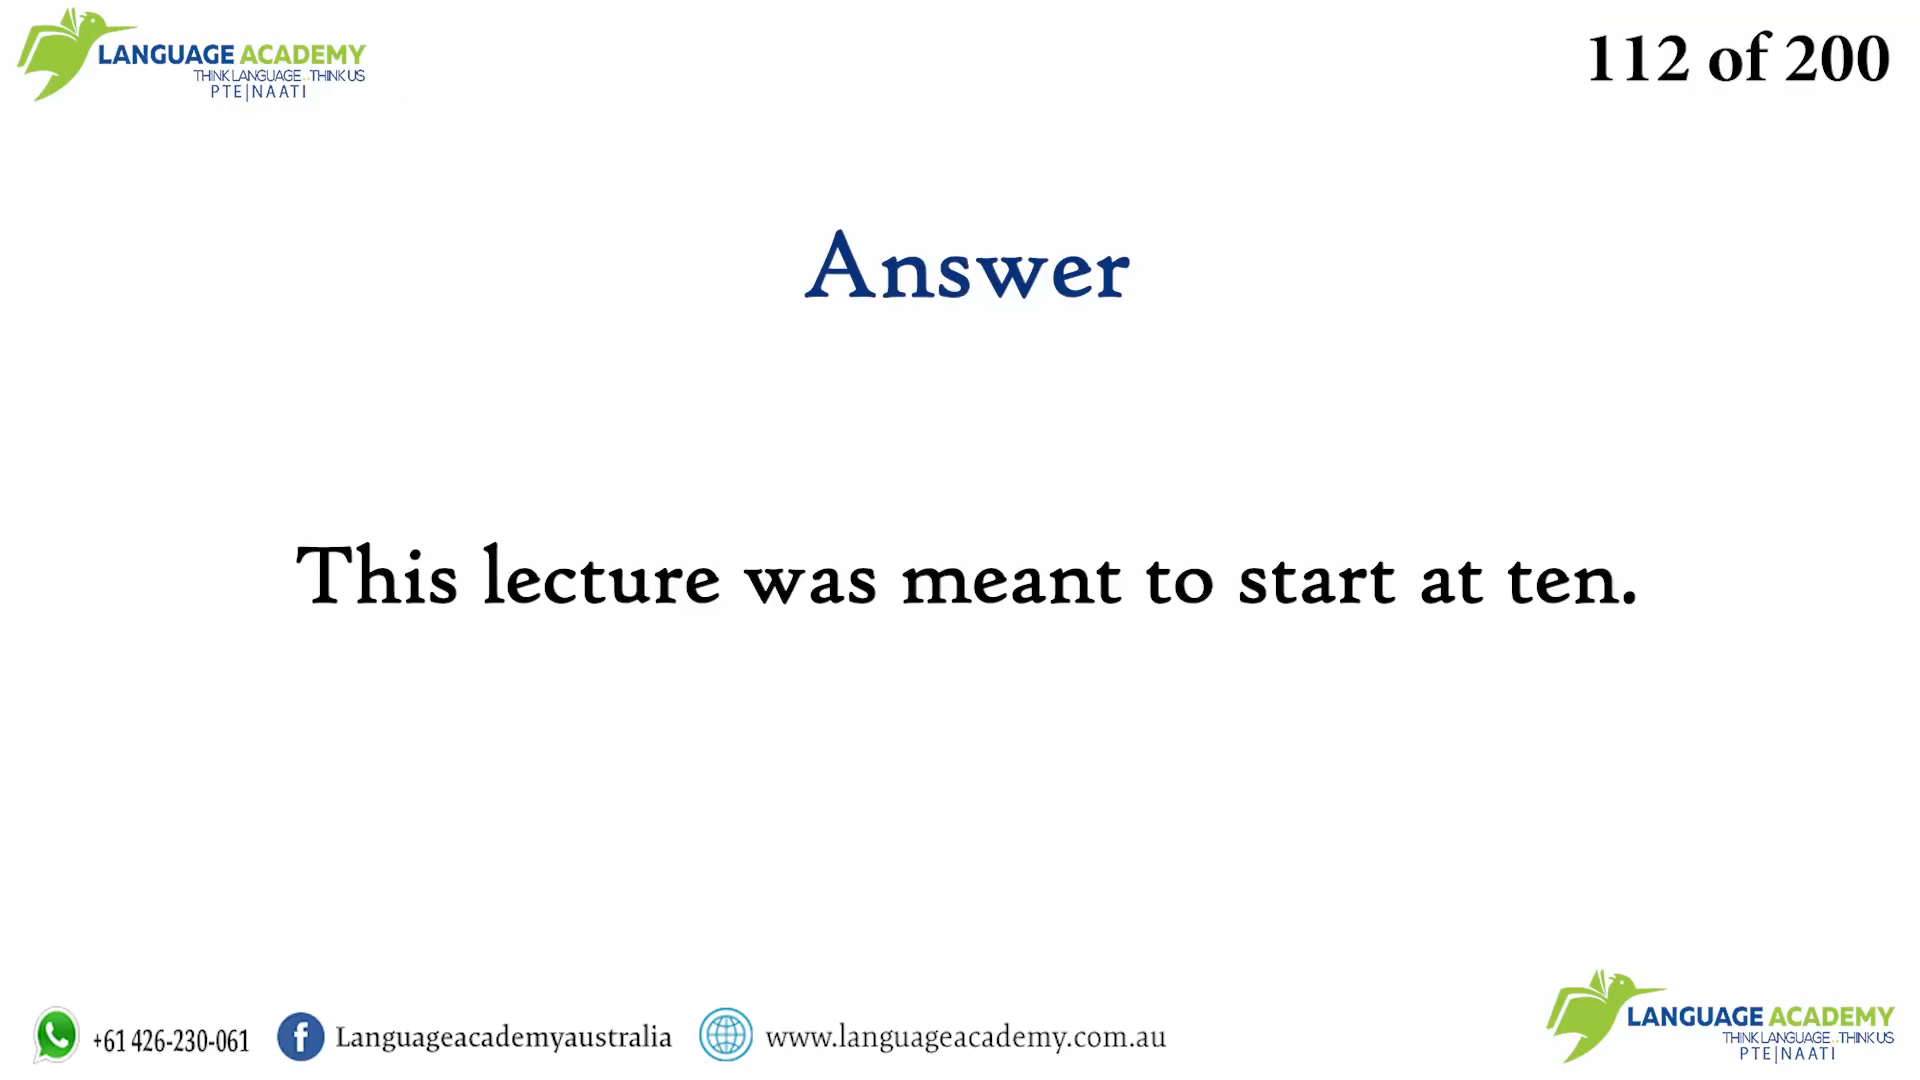 LANGUAGE ACADEMY
THINK LANGUAGE..THINK US
PTE|NAATI
112 of 200
Answer
This lecture was meant to start at ten.
+61 426-230-061
Languageacademyaustralia
www.languageacademy.com.au
LANGUAGE ACADEMY
THINK LANGUAGE..THINK US
PTE|NAATI